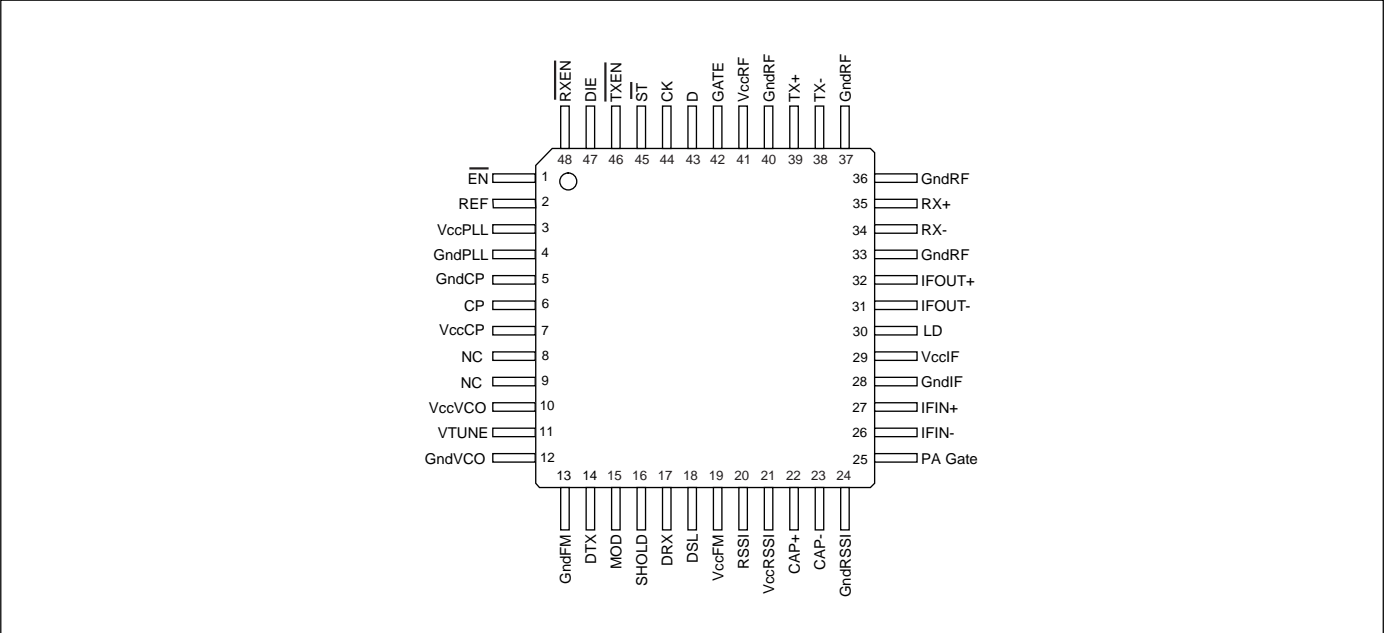 R̅X̅E̅N̅ DIE T̅X̅E̅N̅ S̅T̅ CK D GATE VccRF GndRF TX+ TX- GndRF
48 47 46 45 44 43 42 41 40 39 38 37
E̅N̅ 1 36 GndRF
REF 2 35 RX+
VccPLL 3 34 RX-
GndPLL 4 33 GndRF
GndCP 5 32 IFOUT+
CP 6 31 IFOUT-
VccCP 7 30 LD
NC 8 29 VccIF
NC 9 28 GndIF
VccVCO 10 27 IFIN+
VTUNE 11 26 IFIN-
GndVCO 12 25 PA Gate
13 14 15 16 17 18 19 20 21 22 23 24
GndFM DTX MOD SHOLD DRX DSL VccFM RSSI VccRSSI CAP+ CAP- GndRSSI